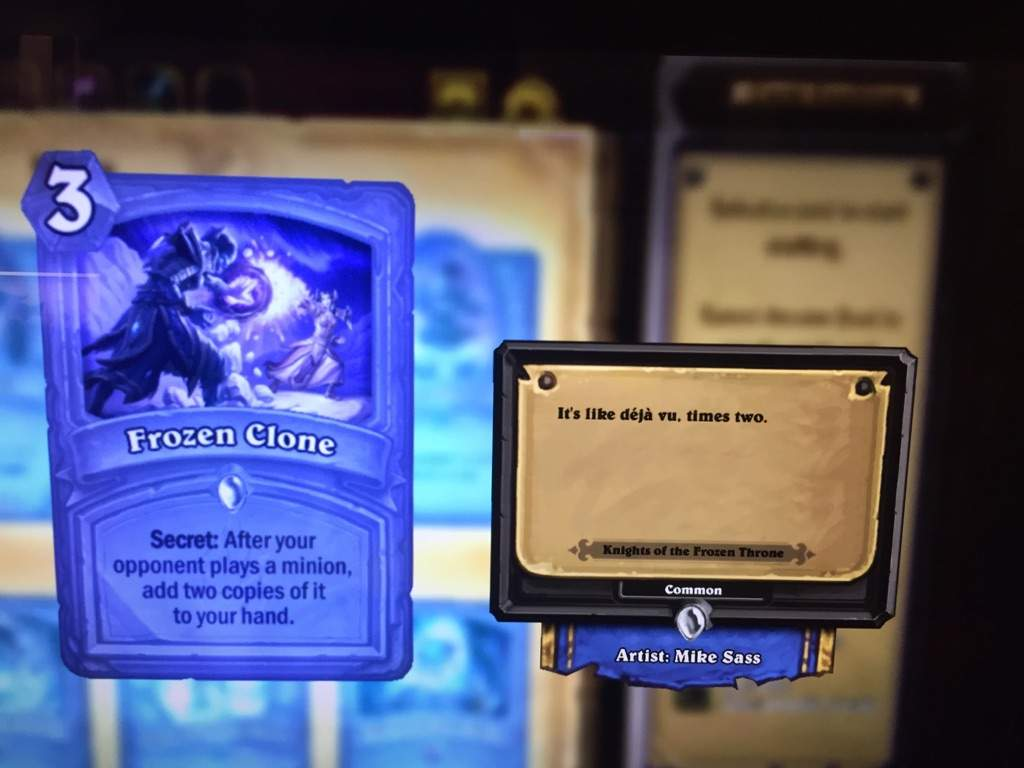 3
Frozen Clone
Secret: After your
opponent plays a minion,
add two copies of it
to your hand.
It's like déjà vu, times two.
Knights of the Frozen Throne
Common
Artist: Mike Sass